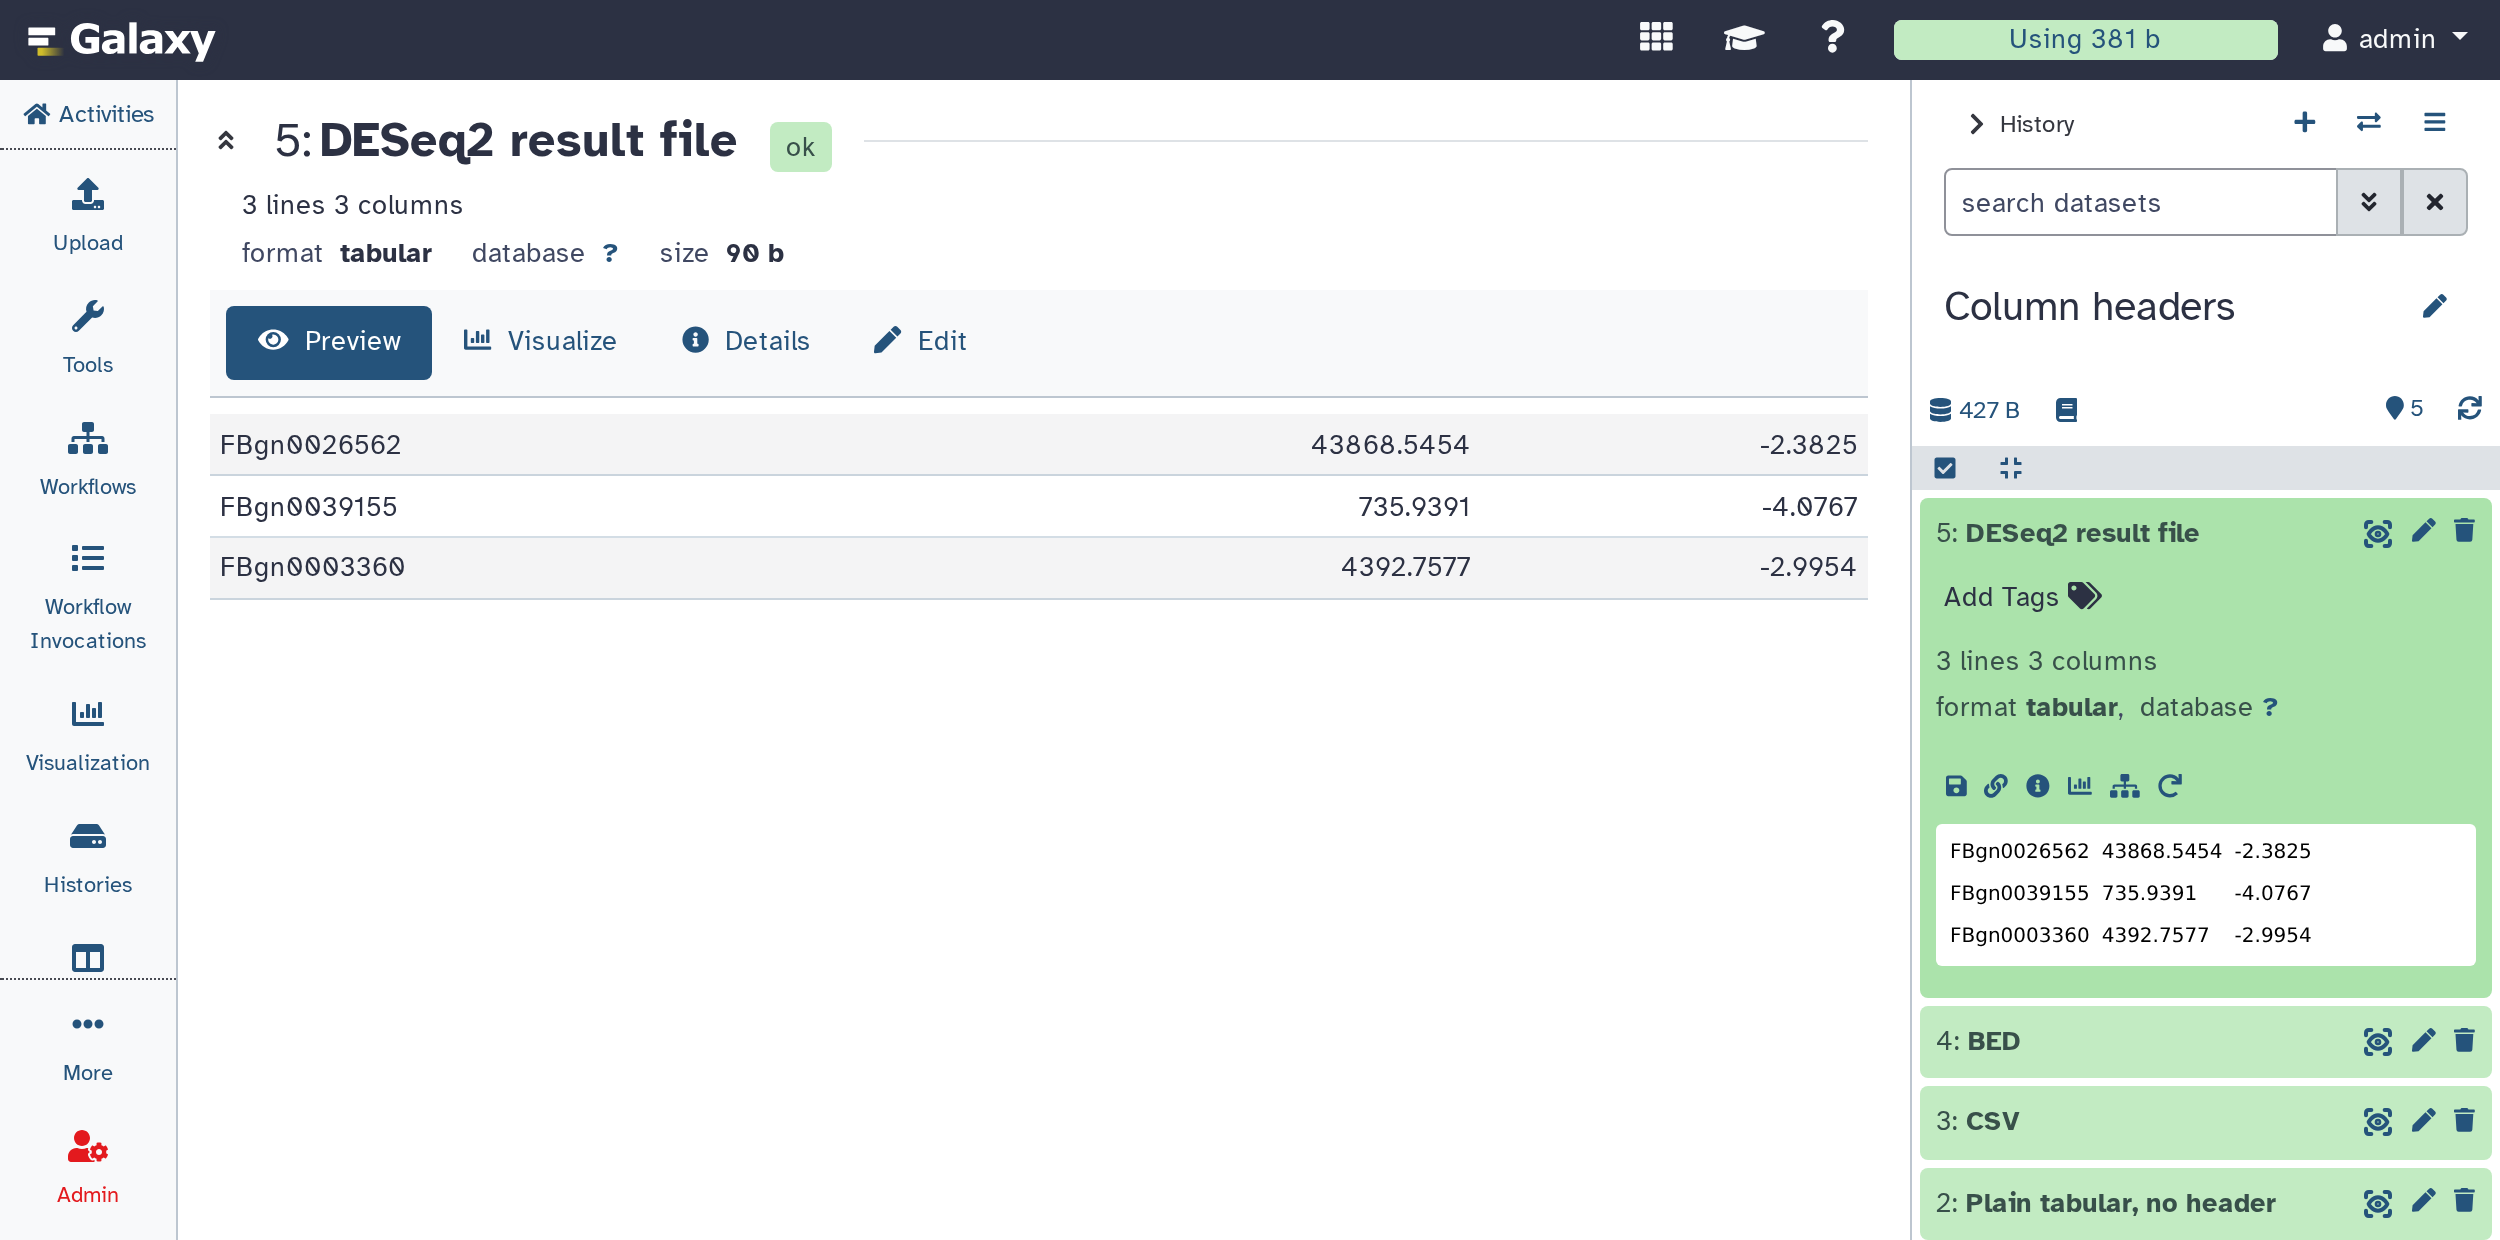 Galaxy
Using 381 b
admin
Activities
Upload
Tools
Workflows
Workflow
Invocations
Visualization
Histories
More
Admin
5: DESeq2 result file ok
3 lines 3 columns
format tabular database ? size 90 b
Preview Visualize Details Edit
FBgn0026562 43868.5454 -2.3825
FBgn0039155 735.9391 -4.0767
FBgn0003360 4392.7577 -2.9954
History
search datasets
Column headers
427 B 5
5: DESeq2 result file
Add Tags
3 lines 3 columns
format tabular, database ?
FBgn0026562 43868.5454 -2.3825
FBgn0039155 735.9391 -4.0767
FBgn0003360 4392.7577 -2.9954
4: BED
3: CSV
2: Plain tabular, no header